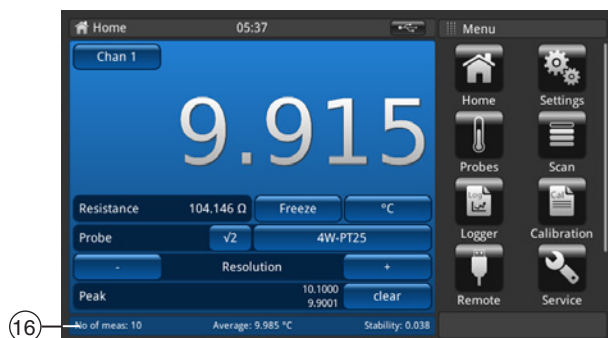 Home 05:37 Menu
Chan 1
9.915
Home Settings
Probes Scan
Resistance 104.146 Ω Freeze °C
Log Cal
Probe √2 4W-PT25
Logger Calibration
- Resolution +
Peak 10.1000 9.9001 clear
Remote Service
16 No of meas: 10 Average: 9.985 °C Stability: 0.038